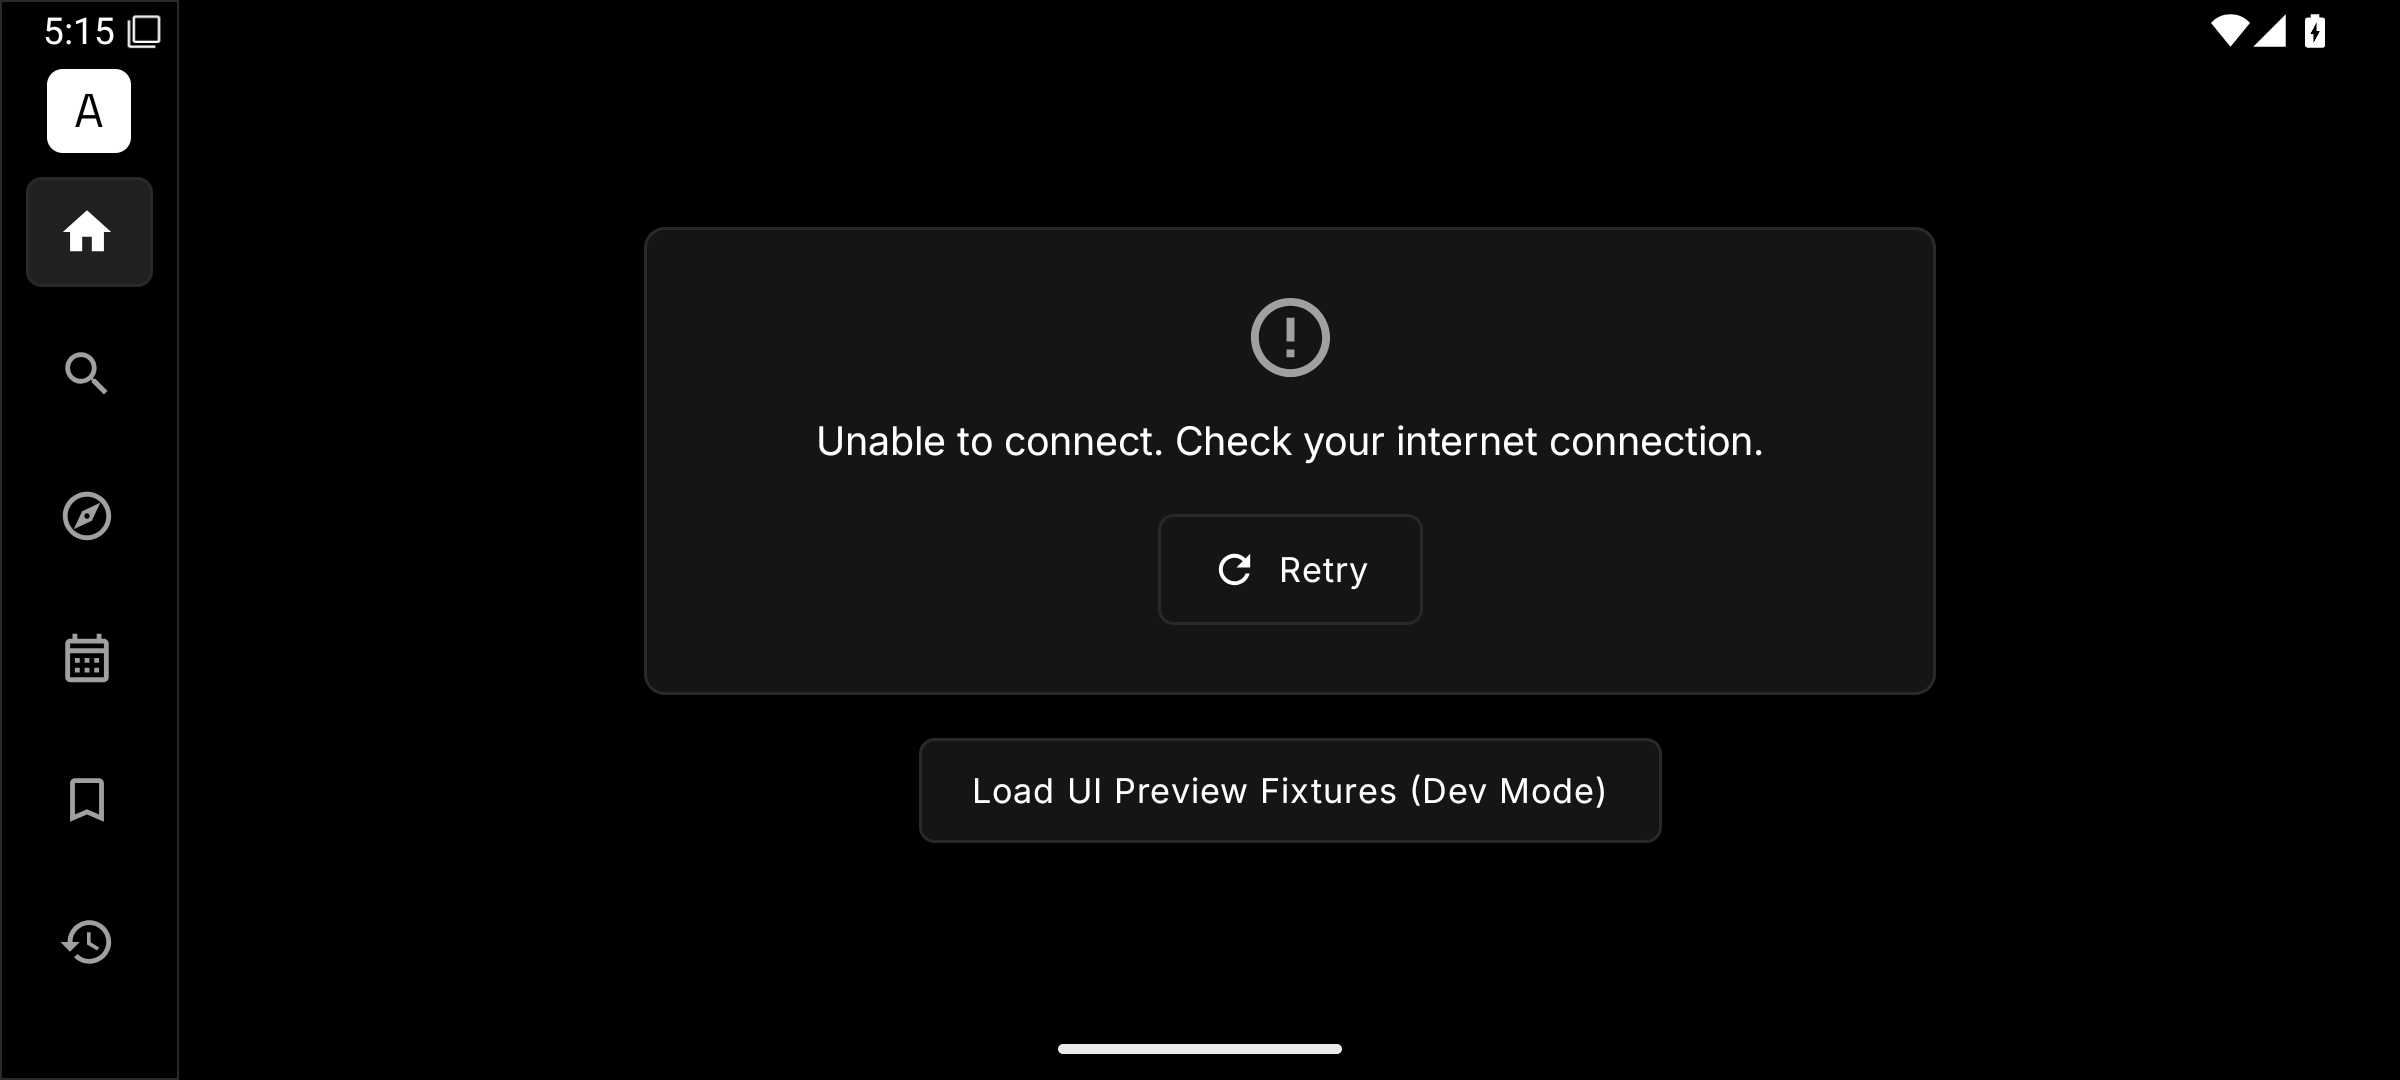 5:15
A
Unable to connect. Check your internet connection.
Retry
Load UI Preview Fixtures (Dev Mode)